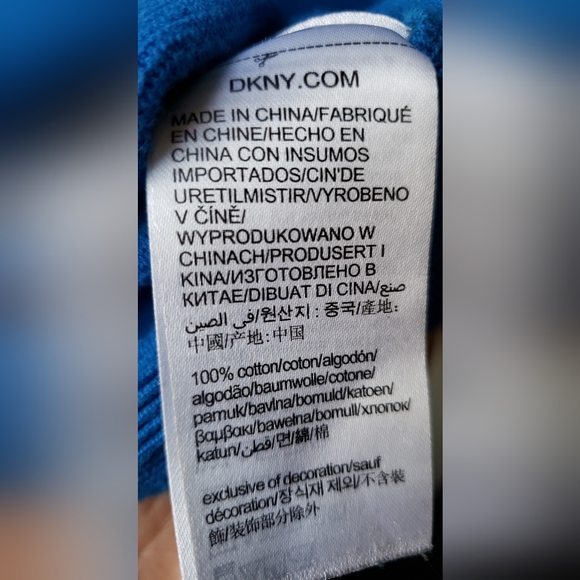 DKNY.COM
MADE IN CHINA/FABRIQUÉ
EN CHINE/HECHO EN
CHINA CON INSUMOS
IMPORTADOS/CIN'DE
URETILMISTIR/VYROBENO
V ČÍNĚ/
WYPRODUKOWANO W
CHINACH/PRODUSERT I
KINA/ИЗГОТОВЛЕНО В
КИТАЕ/DIBUAT DI CINA/صنع
في الصين/원산지 : 중국/產地:
中國/产地:中国
100% cotton/coton/algodón/
algodão/baumwolle/cotone/
pamuk/bavlna/bomuld/katoen/
βαμβακι/bawełna/bomull/хлопок/
katun/قطن/면/綿/棉
exclusive of decoration/sauf
décoration/장식재 제외/不含裝
飾/装饰部分除外